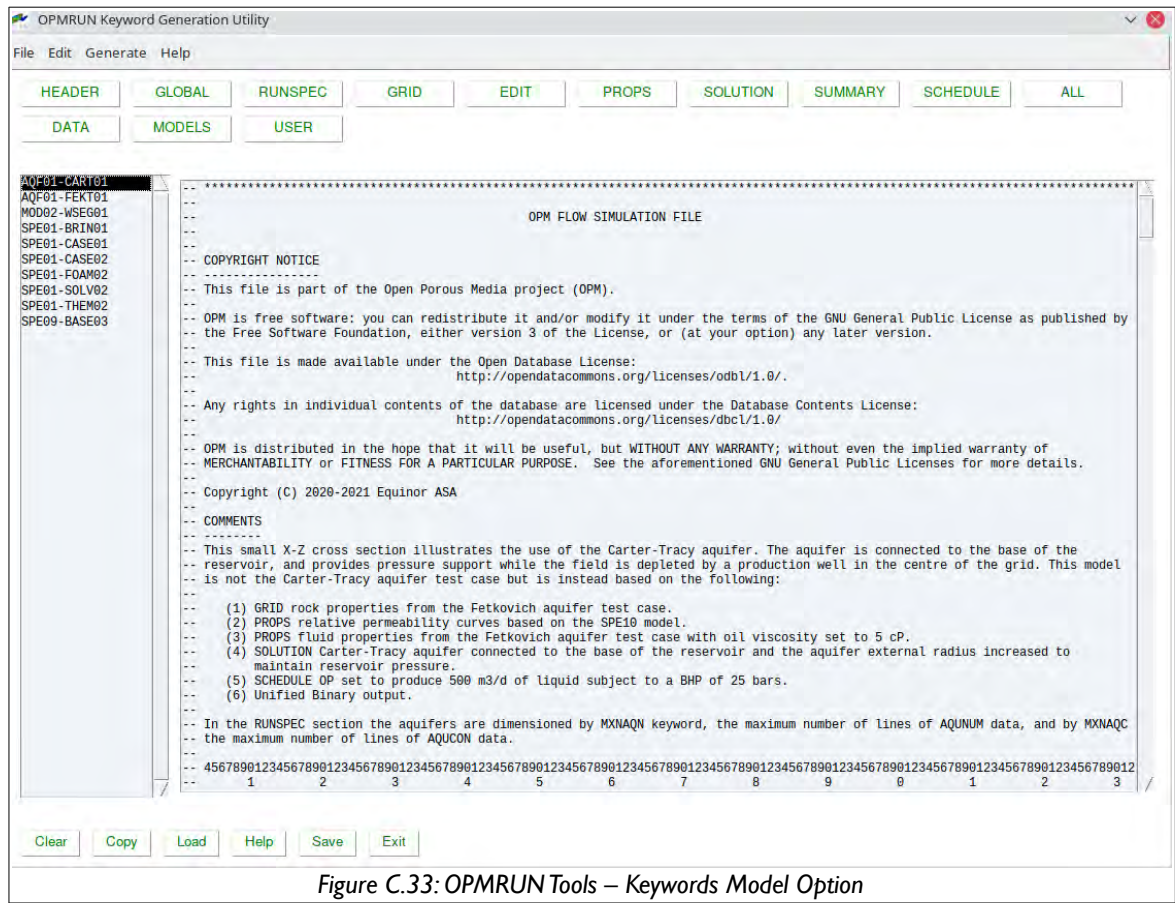 OPMRUN Keyword Generation Utility
File Edit Generate Help
HEADER GLOBAL RUNSPEC GRID EDIT PROPS SOLUTION SUMMARY SCHEDULE ALL
DATA MODELS USER
AQF01-CART01
AQF01-FEKT01
MOD02-WSEG01
SPE01-BRIN01
SPE01-CASE01
SPE01-CASE02
SPE01-FOAM02
SPE01-SOLV02
SPE01-THEM02
SPE09-BASE03
-- **********************************************************************************************************************************
--
-- OPM FLOW SIMULATION FILE
--
--
-- COPYRIGHT NOTICE
-- ----------------
-- This file is part of the Open Porous Media project (OPM).
--
-- OPM is free software: you can redistribute it and/or modify it under the terms of the GNU General Public License as published by
-- the Free Software Foundation, either version 3 of the License, or (at your option) any later version.
--
-- This file is made available under the Open Database License:
-- http://opendatacommons.org/licenses/odbl/1.0/.
--
-- Any rights in individual contents of the database are licensed under the Database Contents License:
-- http://opendatacommons.org/licenses/dbcl/1.0/
--
-- OPM is distributed in the hope that it will be useful, but WITHOUT ANY WARRANTY; without even the implied warranty of
-- MERCHANTABILITY or FITNESS FOR A PARTICULAR PURPOSE. See the aforementioned GNU General Public Licenses for more details.
--
-- Copyright (C) 2020-2021 Equinor ASA
--
-- COMMENTS
-- --------
-- This small X-Z cross section illustrates the use of the Carter-Tracy aquifer. The aquifer is connected to the base of the
-- reservoir, and provides pressure support while the field is depleted by a production well in the centre of the grid. This model
-- is not the Carter-Tracy aquifer test case but is instead based on the following:
--
-- (1) GRID rock properties from the Fetkovich aquifer test case.
-- (2) PROPS relative permeability curves based on the SPE10 model.
-- (3) PROPS fluid properties from the Fetkovich aquifer test case with oil viscosity set to 5 cP.
-- (4) SOLUTION Carter-Tracy aquifer connected to the base of the reservoir and the aquifer external radius increased to
-- maintain reservoir pressure.
-- (5) SCHEDULE OP set to produce 500 m3/d of liquid subject to a BHP of 25 bars.
-- (6) Unified Binary output.
--
-- In the RUNSPEC section the aquifers are dimensioned by MXNAQN keyword, the maximum number of lines of AQUNUM data, and by MXNAQC
-- the maximum number of lines of AQUCON data.
--
-- 456789012345678901234567890123456789012345678901234567890123456789012345678901234567890123456789012345678901234567890123456789012
-- 1 2 3 4 5 6 7 8 9 0 1 2 3
Clear Copy Load Help Save Exit
Figure C.33: OPMRUN Tools – Keywords Model Option